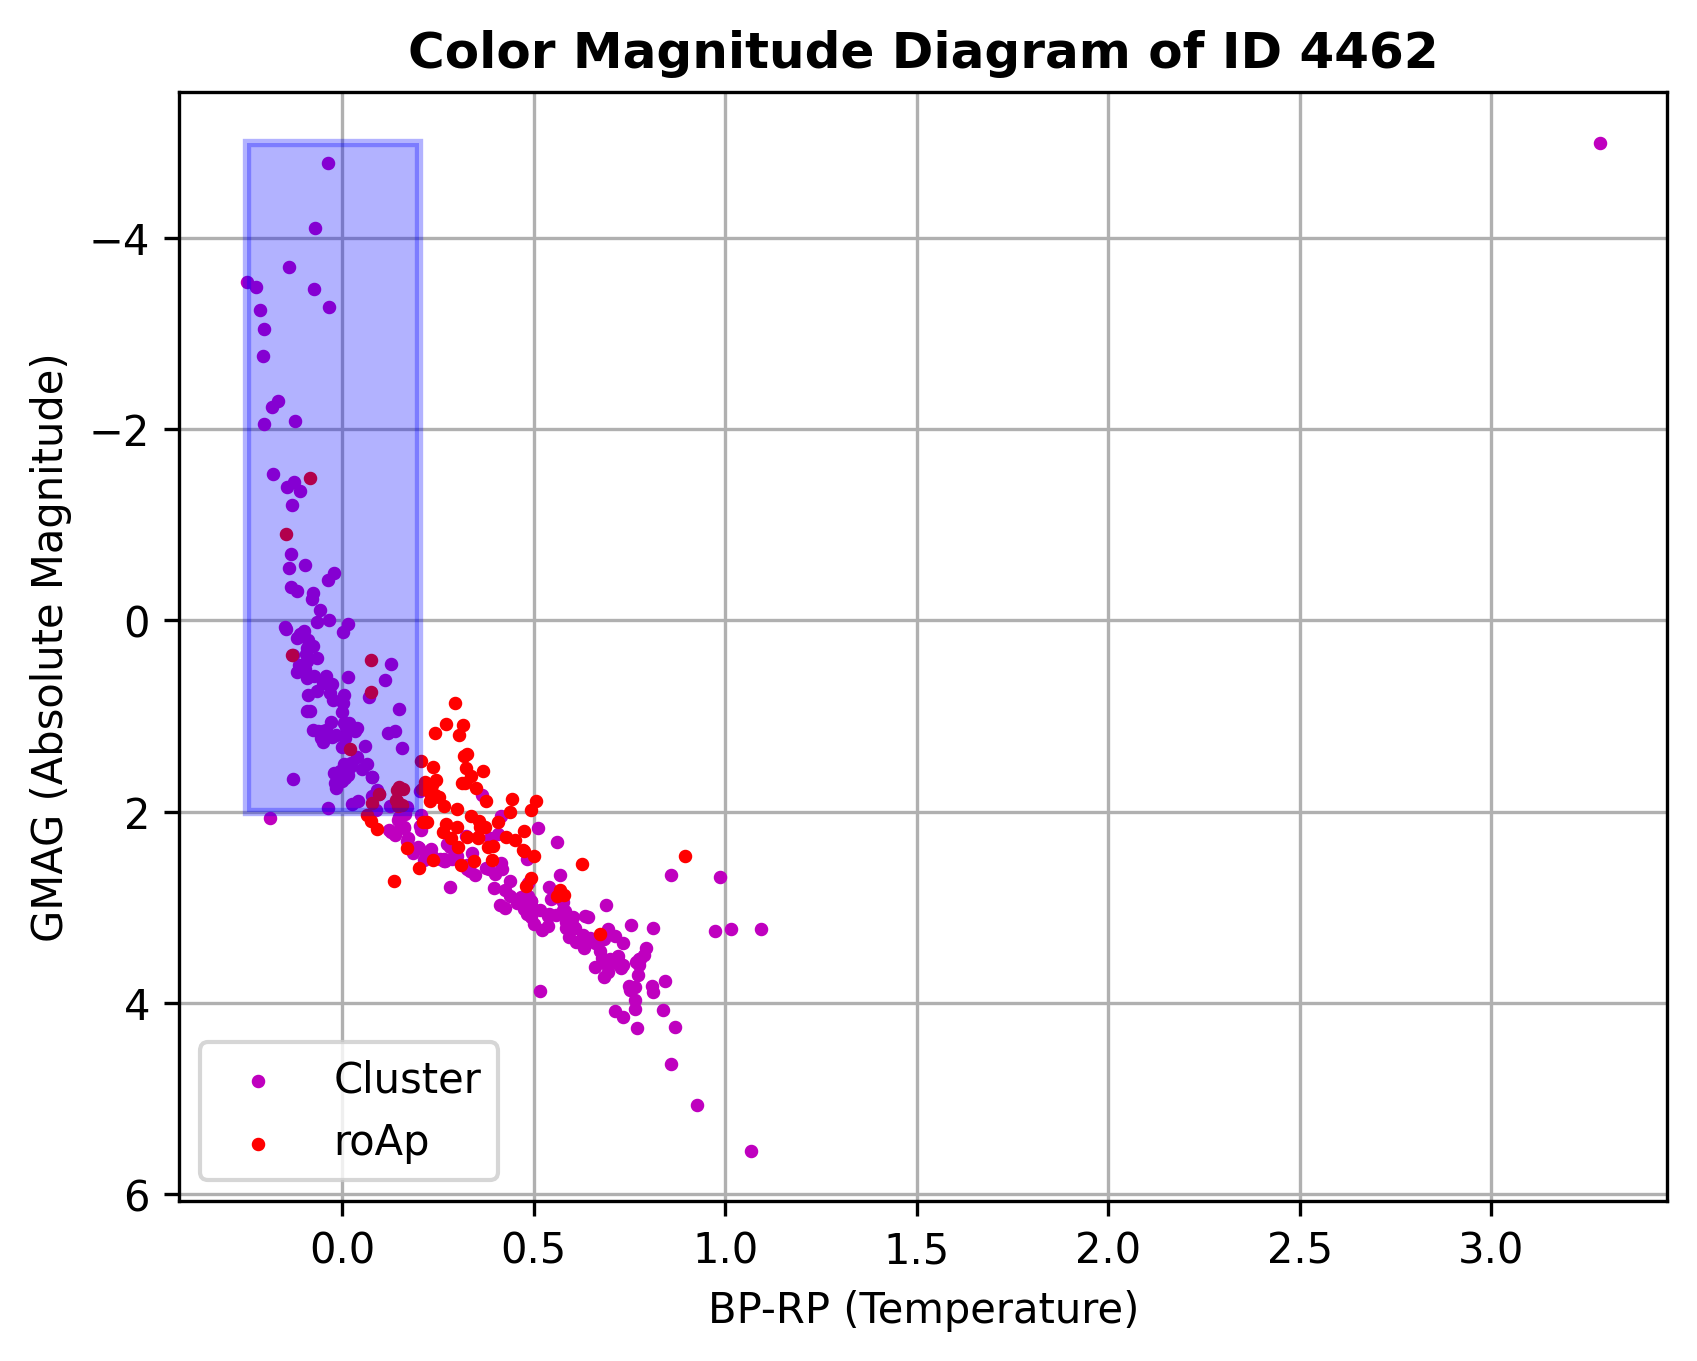 Color Magnitude Diagram of ID 4462
GMAG (Absolute Magnitude)
−4
−2
0
2
4
6
Cluster
roAp
0.0 0.5 1.0 1.5 2.0 2.5 3.0
BP-RP (Temperature)